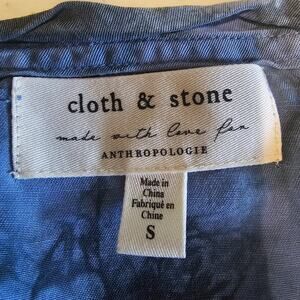 cloth & stone
made with love for
ANTHROPOLOGIE
Made in
China
Fabriqué en
Chine
S